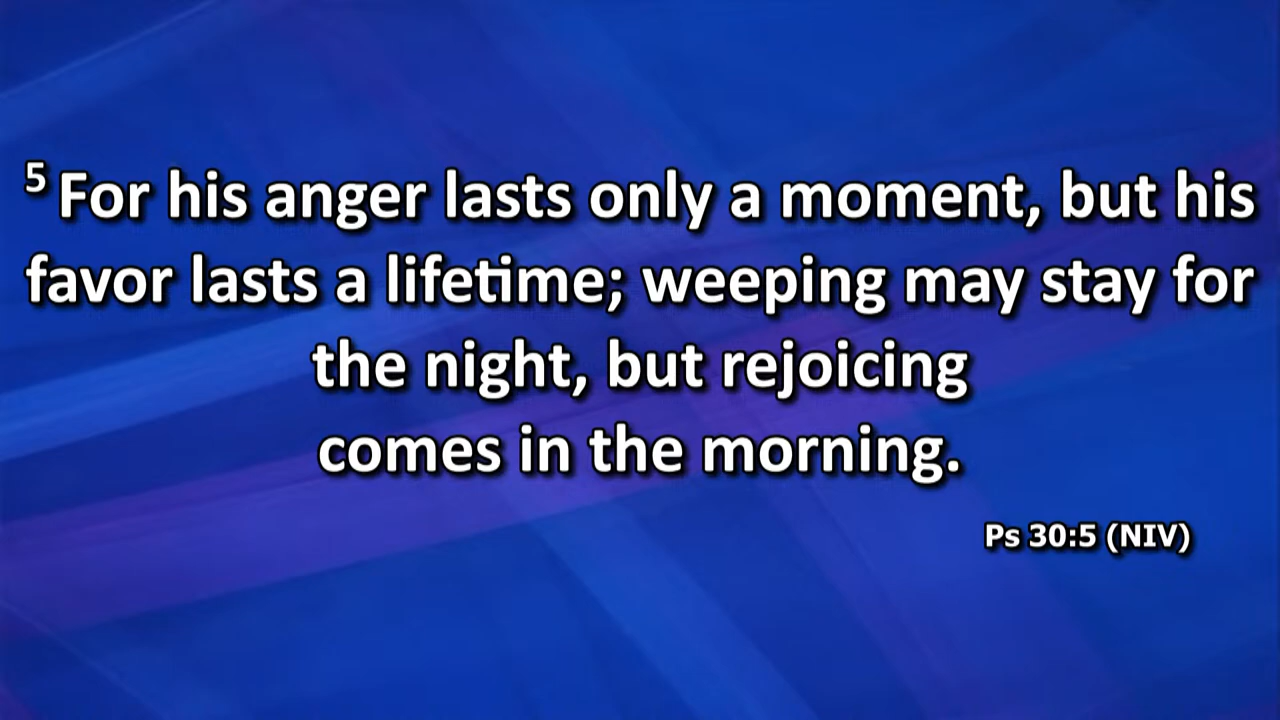 ⁵ For his anger lasts only a moment, but his
favor lasts a lifetime; weeping may stay for
the night, but rejoicing
comes in the morning.
Ps 30:5 (NIV)